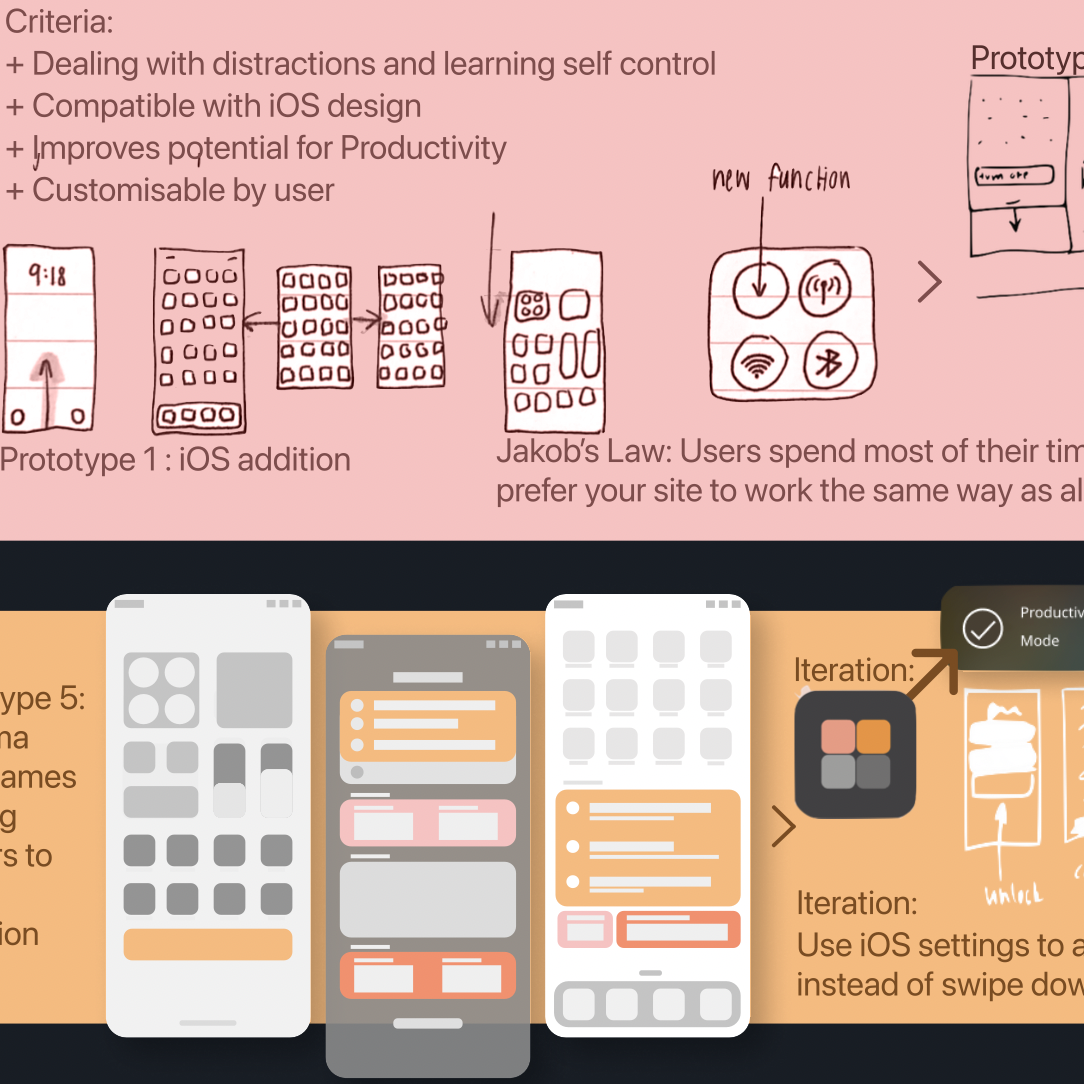 Criteria:
+ Dealing with distractions and learning self control
+ Compatible with iOS design
+ Improves potential for Productivity
+ Customisable by user
Prototyp
turn off
new function
9:18
Prototype 1 : iOS addition
Jakob's Law: Users spend most of their tim
prefer your site to work the same way as al
ype 5:
ma
ames
g
rs to
ion
Iteration:
Productiv
Mode
unlock
Iteration:
Use iOS settings to a
instead of swipe dow